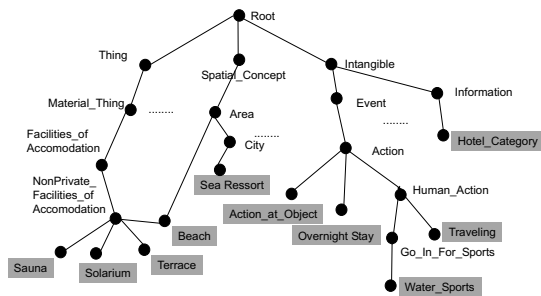 Root
Thing
Spatial_Concept
Intangible
Material_Thing
........
Area
Event
Information
Facilities_of
Accomodation
........
City
........
Hotel_Category
Action
NonPrivate_
Facilities_of
Accomodation
Sea Ressort
Human_Action
Action_at_Object
Beach
Overnight Stay
Traveling
Go_In_For_Sports
Sauna
Solarium
Terrace
Water_Sports